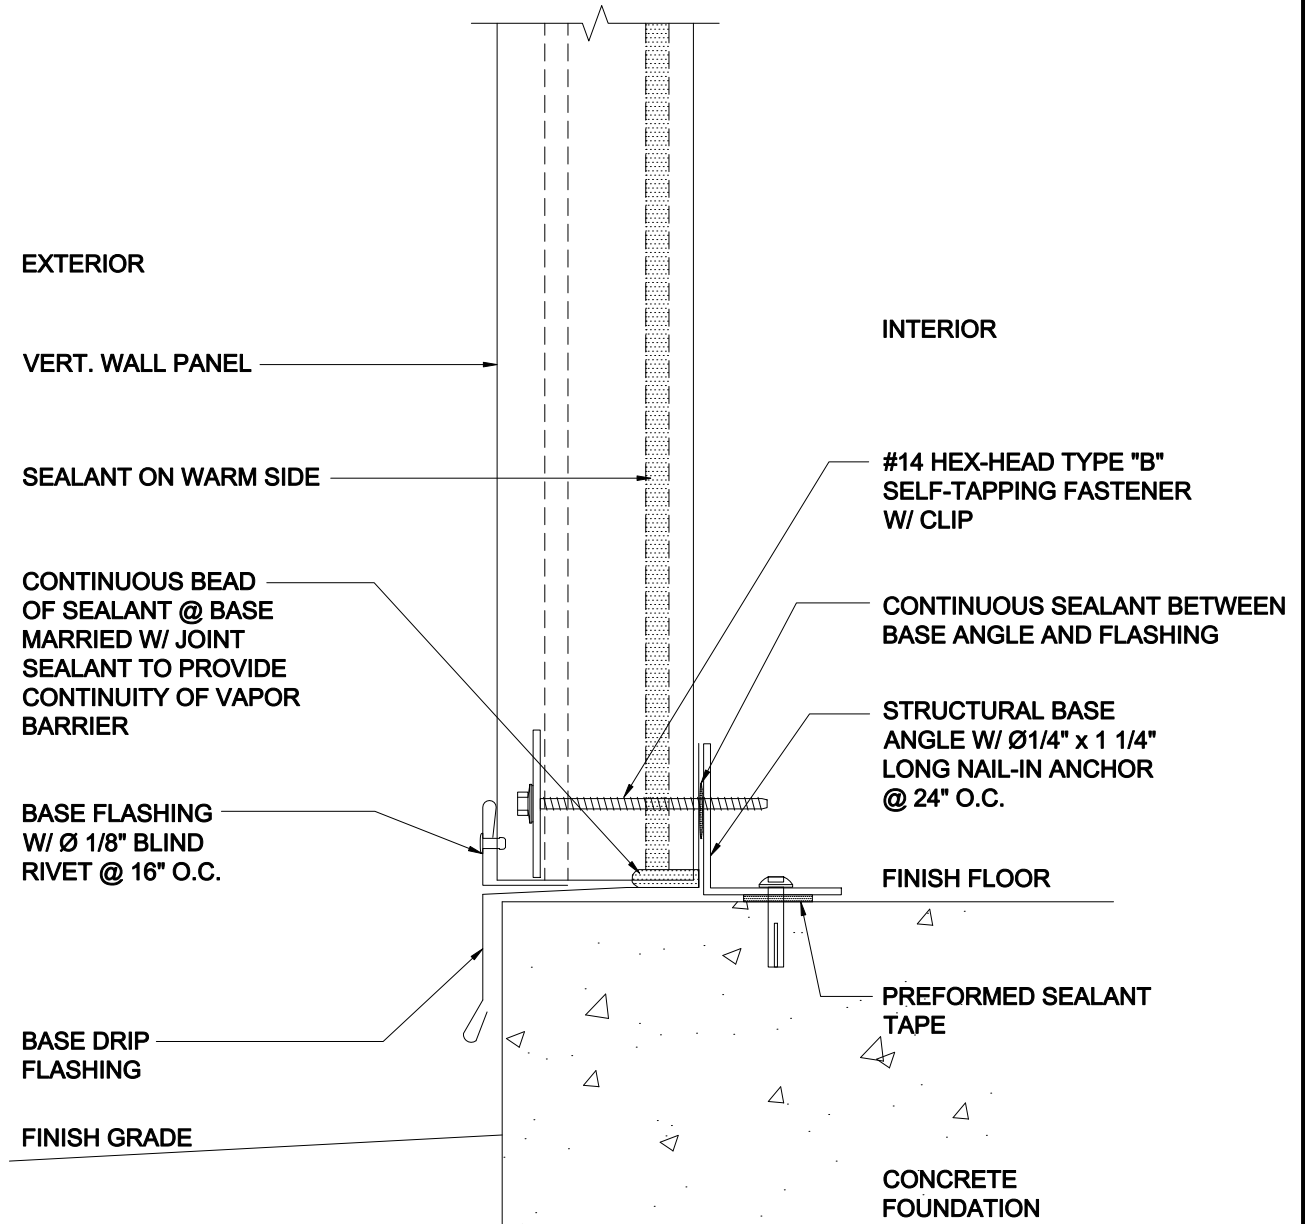 EXTERIOR
VERT. WALL PANEL
SEALANT ON WARM SIDE
CONTINUOUS BEAD
OF SEALANT @ BASE
MARRIED W/ JOINT
SEALANT TO PROVIDE
CONTINUITY OF VAPOR
BARRIER
BASE FLASHING
W/ Ø 1/8" BLIND
RIVET @ 16" O.C.
BASE DRIP
FLASHING
FINISH GRADE
INTERIOR
#14 HEX-HEAD TYPE "B"
SELF-TAPPING FASTENER
W/ CLIP
CONTINUOUS SEALANT BETWEEN
BASE ANGLE AND FLASHING
STRUCTURAL BASE
ANGLE W/ Ø1/4" x 1 1/4"
LONG NAIL-IN ANCHOR
@ 24" O.C.
FINISH FLOOR
PREFORMED SEALANT
TAPE
CONCRETE
FOUNDATION